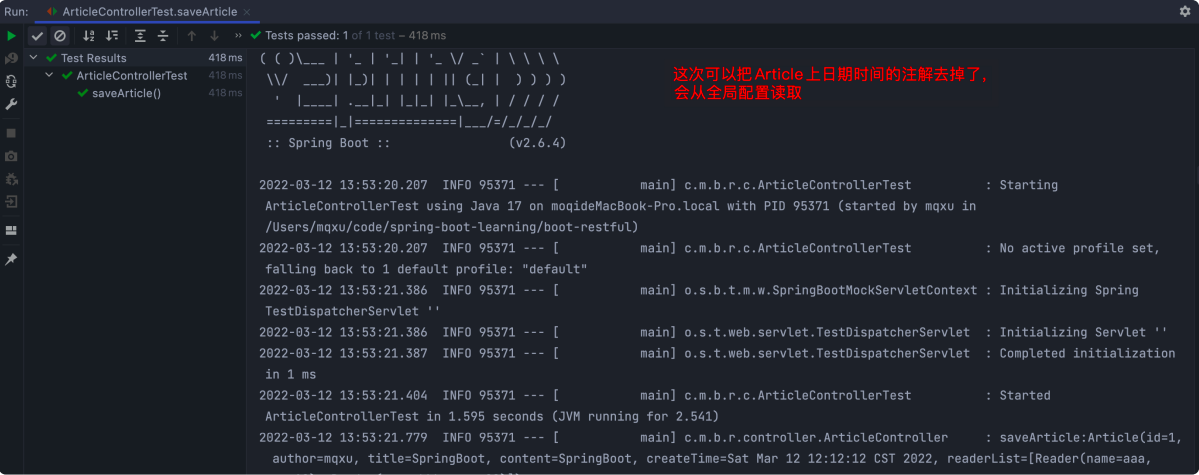 Run: ArticleControllerTest.saveArticle ×
Tests passed: 1 of 1 test – 418 ms
Test Results 418 ms
ArticleControllerTest 418 ms
saveArticle() 418 ms
( ( )\___ | '_ | '_| | '_ \/ _` | \ \ \ \
\\/  ___)| |_)| | | | | || (_| |  ) ) ) )
'  |____| .__|_| |_|_| |_\__, | / / / /
=========|_|==============|___/=/_/_/_/
:: Spring Boot ::                (v2.6.4)
这次可以把Article上日期时间的注解去掉了,
会从全局配置读取
2022-03-12 13:53:20.207  INFO 95371 --- [           main] c.m.b.r.c.ArticleControllerTest          : Starting
ArticleControllerTest using Java 17 on moqideMacBook-Pro.local with PID 95371 (started by mqxu in
/Users/mqxu/code/spring-boot-learning/boot-restful)
2022-03-12 13:53:20.207  INFO 95371 --- [           main] c.m.b.r.c.ArticleControllerTest          : No active profile set,
falling back to 1 default profile: "default"
2022-03-12 13:53:21.386  INFO 95371 --- [           main] o.s.b.t.m.w.SpringBootMockServletContext : Initializing Spring
TestDispatcherServlet ''
2022-03-12 13:53:21.386  INFO 95371 --- [           main] o.s.t.web.servlet.TestDispatcherServlet  : Initializing Servlet ''
2022-03-12 13:53:21.387  INFO 95371 --- [           main] o.s.t.web.servlet.TestDispatcherServlet  : Completed initialization
in 1 ms
2022-03-12 13:53:21.404  INFO 95371 --- [           main] c.m.b.r.c.ArticleControllerTest          : Started
ArticleControllerTest in 1.595 seconds (JVM running for 2.541)
2022-03-12 13:53:21.779  INFO 95371 --- [           main] c.m.b.r.controller.ArticleController     : saveArticle:Article(id=1,
author=mqxu, title=SpringBoot, content=SpringBoot, createTime=Sat Mar 12 12:12:12 CST 2022, readerList=[Reader(name=aaa,